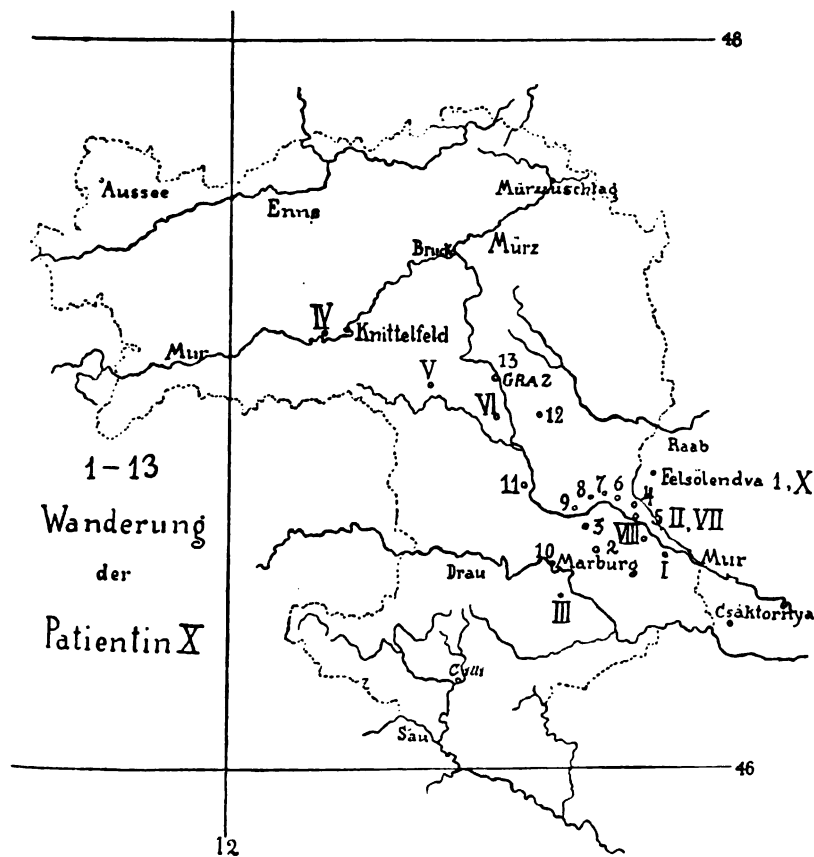 48
Aussee
Enns
Mürzzuschlag
Bruck
Mürz
IV
Knittelfeld
Mur
V
13
GRAZ
VI
12
Raab
1–13
Wanderung
der
Patientin X
Felsölendva 1, X
11
9 8 7 6 4
5 II, VII
3
VIII
2
10
Marburg
I
Mur
Drau
III
Csáktornya
Cylli
Sau
46
12